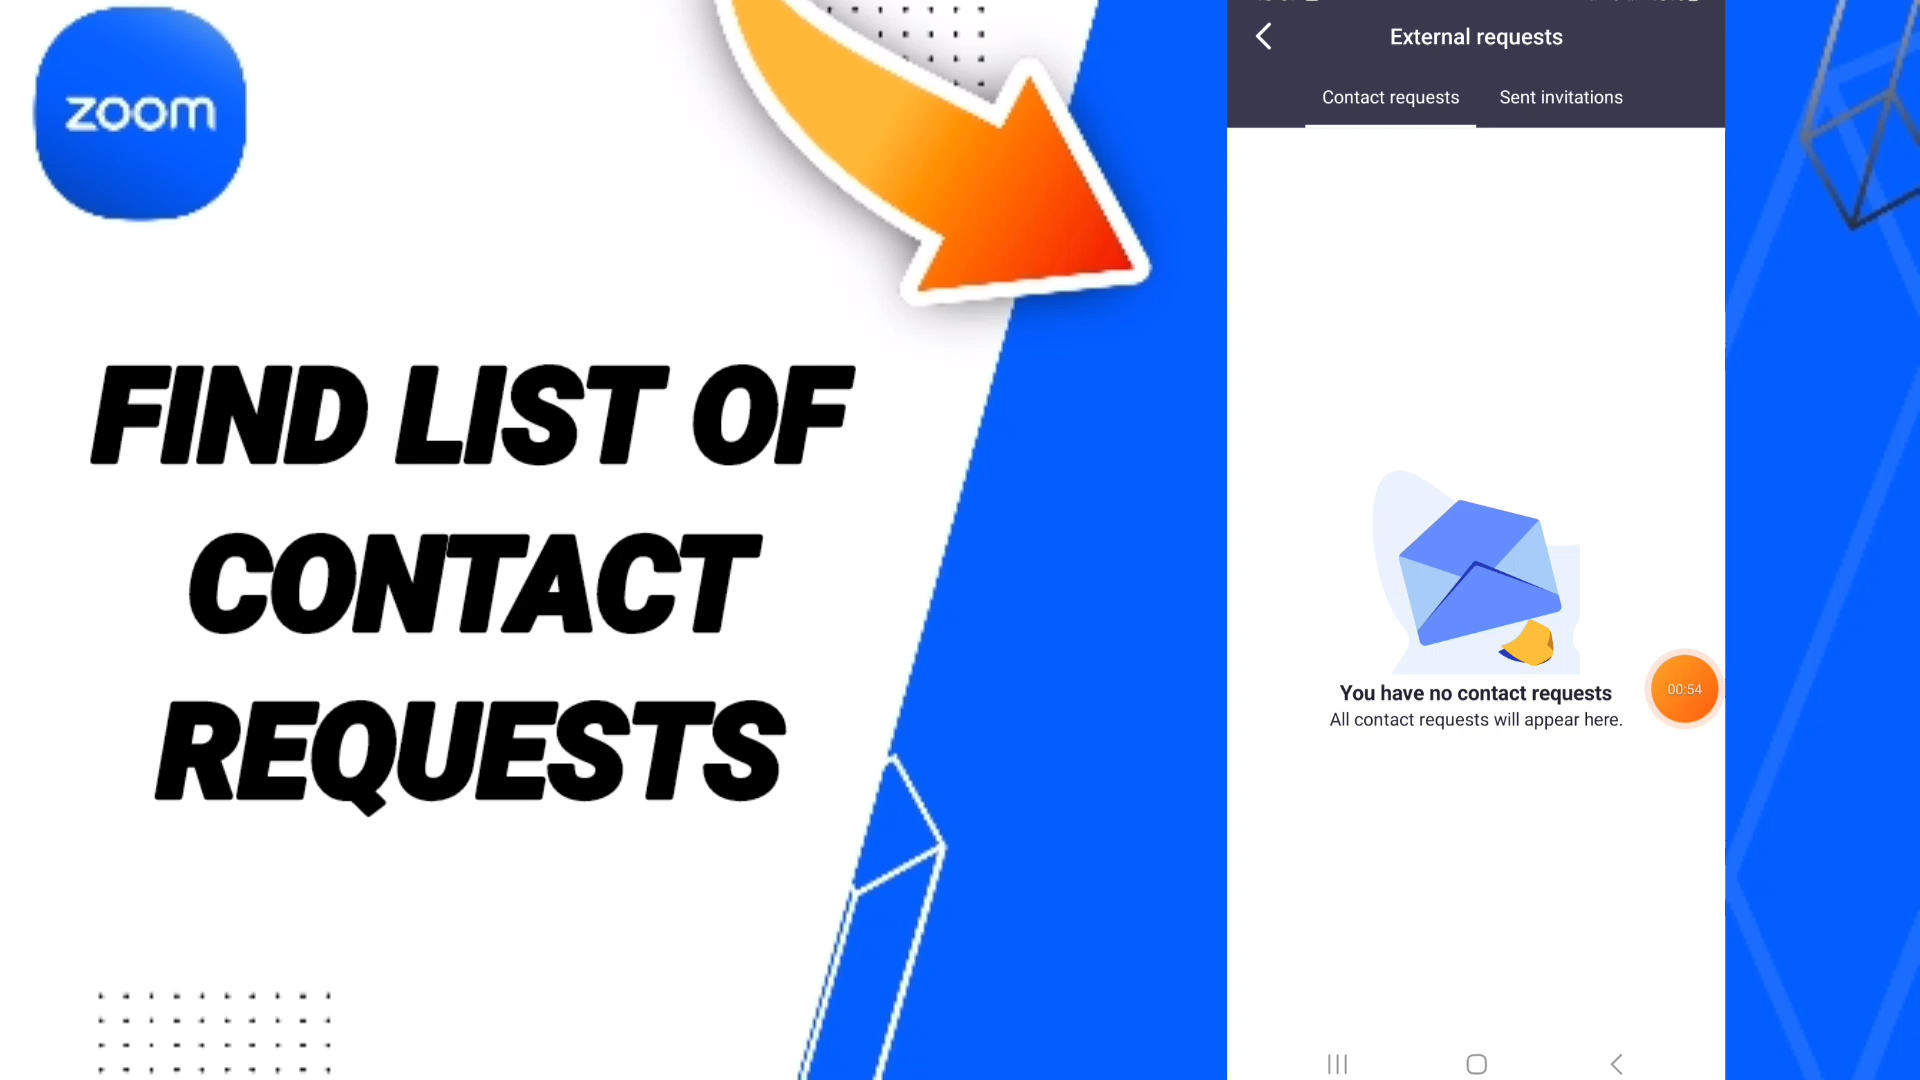 zoom
FIND LIST OF
CONTACT
REQUESTS
External requests
Contact requests
Sent invitations
You have no contact requests
All contact requests will appear here.
00:54